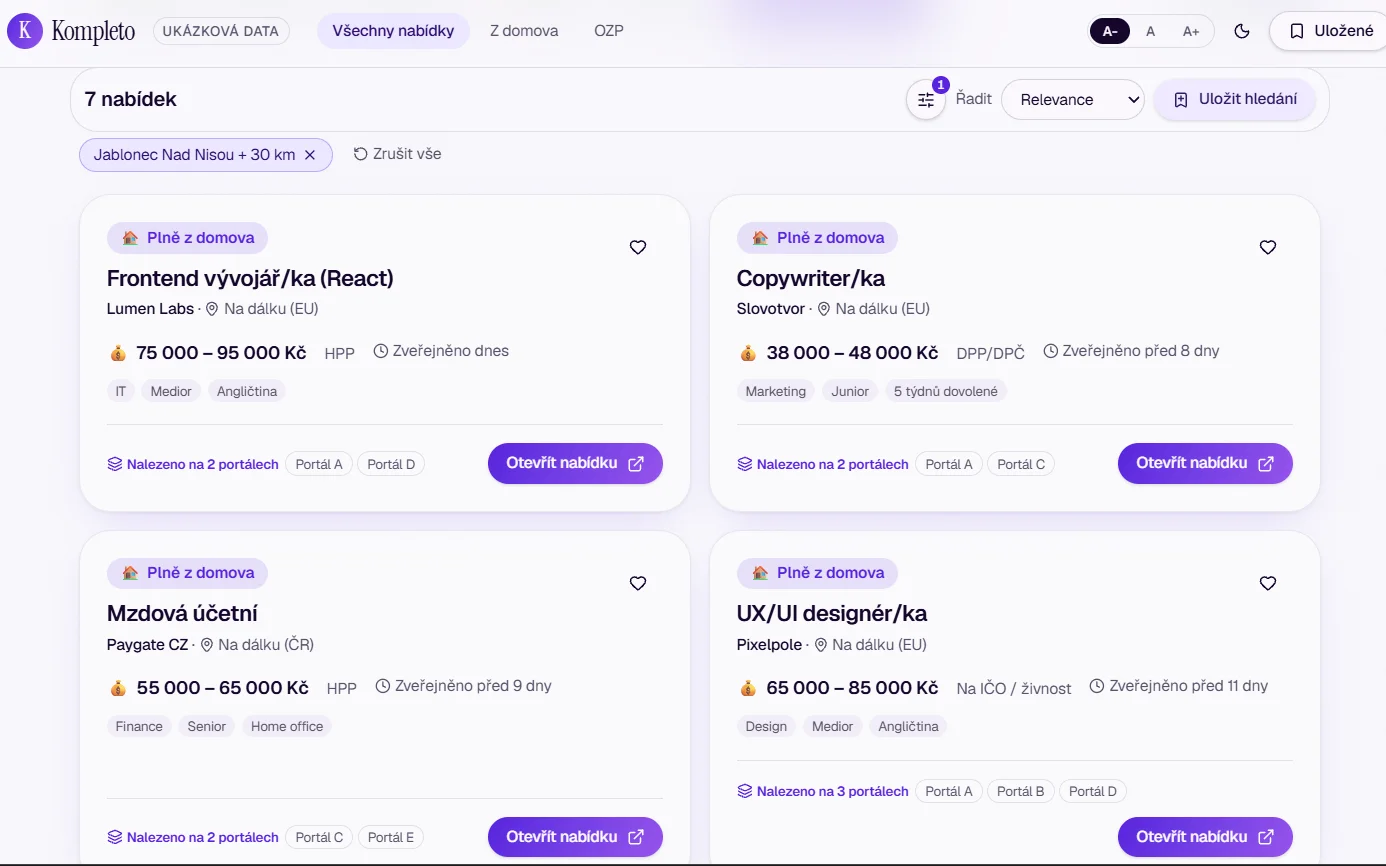 K Kompleto UKÁZKOVÁ DATA Všechny nabídky Z domova OZP A- A A+ Uložené
7 nabídek 1 Řadit Relevance Uložit hledání
Jablonec Nad Nisou + 30 km Zrušit vše
Plně z domova
Frontend vývojář/ka (React)
Lumen Labs · Na dálku (EU)
75 000 – 95 000 Kč HPP Zveřejněno dnes
IT Medior Angličtina
Nalezeno na 2 portálech Portál A Portál D Otevřít nabídku
Plně z domova
Copywriter/ka
Slovotvor · Na dálku (EU)
38 000 – 48 000 Kč DPP/DPČ Zveřejněno před 8 dny
Marketing Junior 5 týdnů dovolené
Nalezeno na 2 portálech Portál A Portál C Otevřít nabídku
Plně z domova
Mzdová účetní
Paygate CZ · Na dálku (ČR)
55 000 – 65 000 Kč HPP Zveřejněno před 9 dny
Finance Senior Home office
Nalezeno na 2 portálech Portál C Portál E Otevřít nabídku
Plně z domova
UX/UI designér/ka
Pixelpole · Na dálku (EU)
65 000 – 85 000 Kč Na IČO / živnost Zveřejněno před 11 dny
Design Medior Angličtina
Nalezeno na 3 portálech Portál A Portál B Portál D
Otevřít nabídku